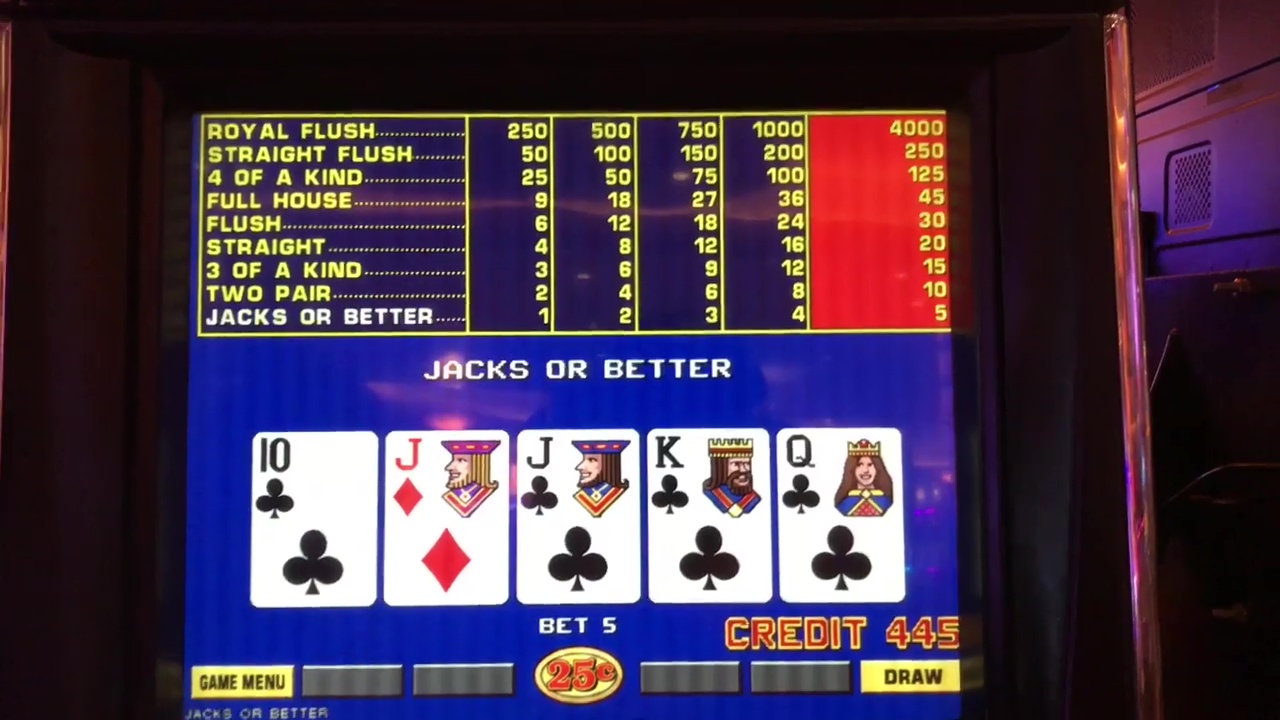 ROYAL FLUSH 250 500 750 1000 4000
STRAIGHT FLUSH 50 100 150 200 250
4 OF A KIND 25 50 75 100 125
FULL HOUSE 9 18 27 36 45
FLUSH 6 12 18 24 30
STRAIGHT 4 8 12 16 20
3 OF A KIND 3 6 9 12 15
TWO PAIR 2 4 6 8 10
JACKS OR BETTER 1 2 3 4 5
JACKS OR BETTER
10 J J K Q
BET 5 CREDIT 445
GAME MENU 25¢ DRAW
JACKS OR BETTER